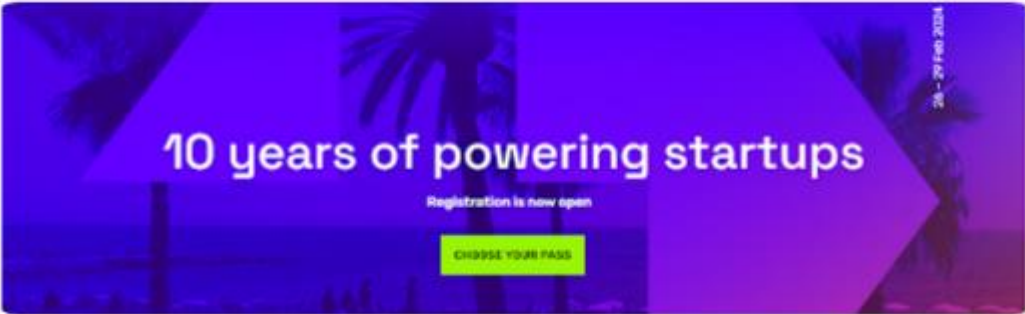 26 – 29 Feb 2024
10 years of powering startups
Registration is now open
CHOOSE YOUR PASS